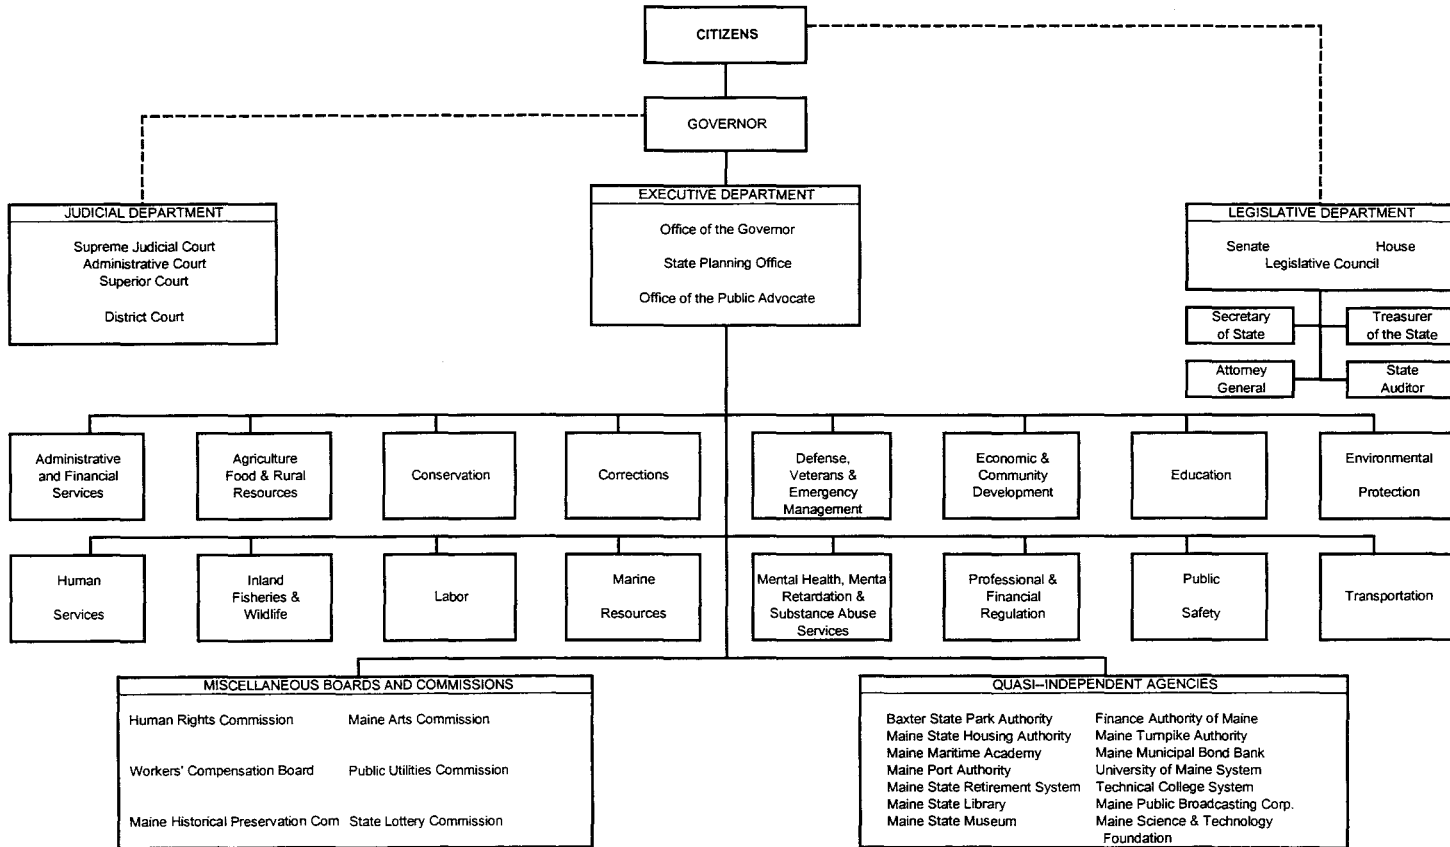 CITIZENS
GOVERNOR
EXECUTIVE DEPARTMENT
Office of the Governor
State Planning Office
Office of the Public Advocate
JUDICIAL DEPARTMENT
Supreme Judicial Court
Administrative Court
Superior Court
District Court
LEGISLATIVE DEPARTMENT
Senate House
Legislative Council
Secretary
of State
Treasurer
of the State
Attorney
General
State
Auditor
Administrative
and Financial
Services
Agriculture
Food & Rural
Resources
Conservation
Corrections
Defense,
Veterans &
Emergency
Management
Economic &
Community
Development
Education
Environmental
Protection
Human
Services
Inland
Fisheries &
Wildlife
Labor
Marine
Resources
Mental Health, Menta
Retardation &
Substance Abuse
Services
Professional &
Financial
Regulation
Public
Safety
Transportation
MISCELLANEOUS BOARDS AND COMMISSIONS
Human Rights Commission Maine Arts Commission
Workers' Compensation Board Public Utilities Commission
Maine Historical Preservation Com State Lottery Commission
QUASI--INDEPENDENT AGENCIES
Baxter State Park Authority Finance Authority of Maine
Maine State Housing Authority Maine Turnpike Authority
Maine Maritime Academy Maine Municipal Bond Bank
Maine Port Authority University of Maine System
Maine State Retirement System Technical College System
Maine State Library Maine Public Broadcasting Corp.
Maine State Museum Maine Science & Technology
Foundation